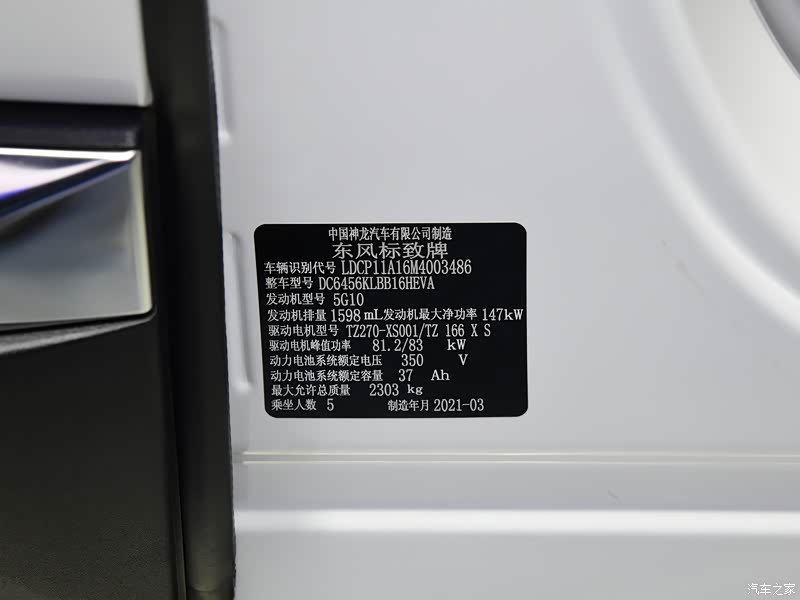 中国神龙汽车有限公司制造
东风标致牌
车辆识别代号 LDCP11A16M4003486
整车型号 DC6456KLBB16HEVA
发动机型号 5G10
发动机排量 1598 mL 发动机最大净功率 147kW
驱动电机型号 TZ270-XS001/TZ 166 X S
驱动电机峰值功率 81.2/83 kW
动力电池系统额定电压 350 V
动力电池系统额定容量 37 Ah
最大允许总质量 2303 kg
乘坐人数 5 制造年月 2021-03
汽车之家